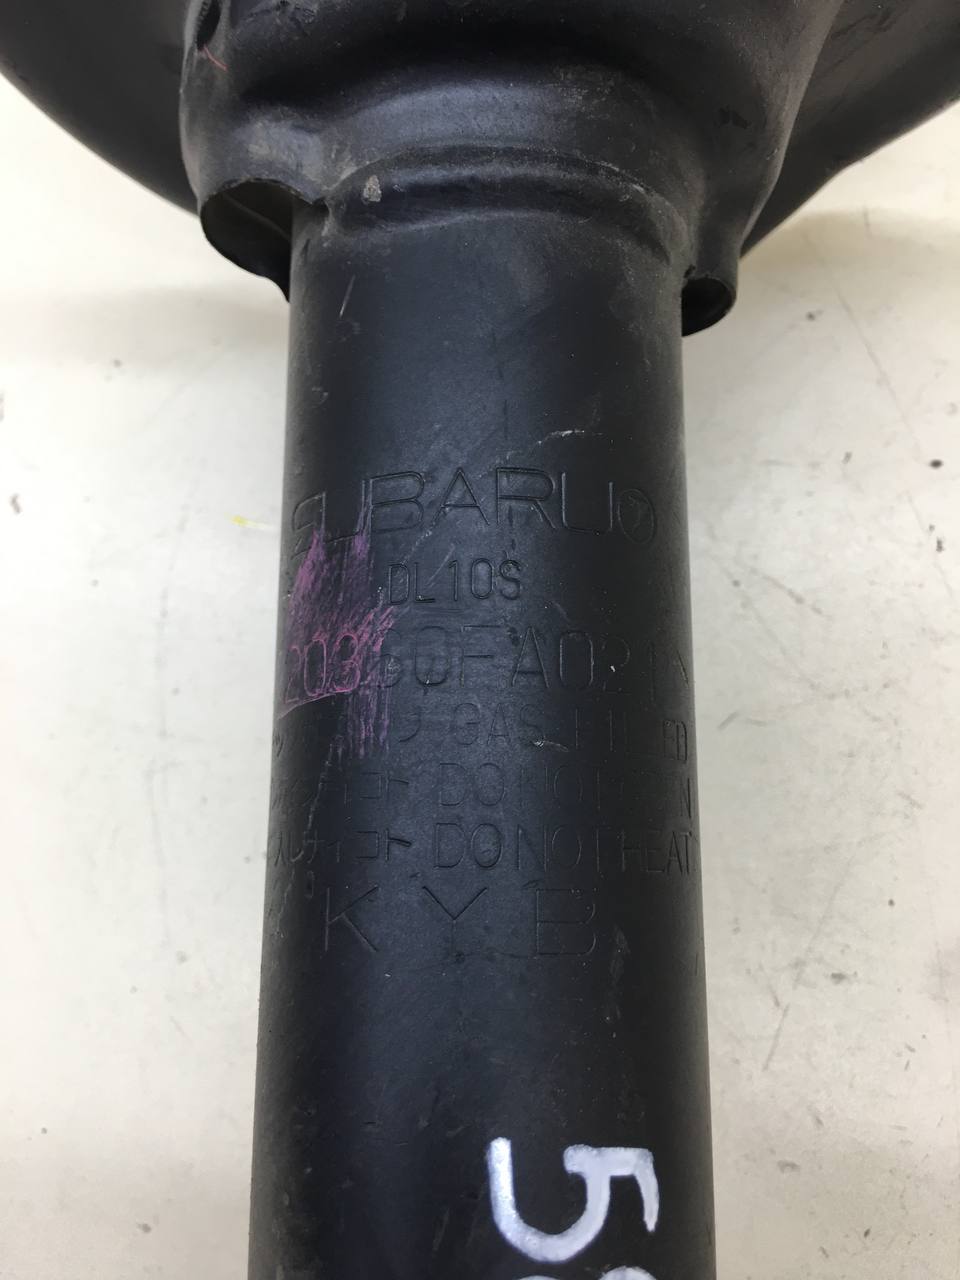 SUBARU
DL10S
20360FA021
GAS FILLED
DO NOT OPEN
DO NOT HEAT
KYB